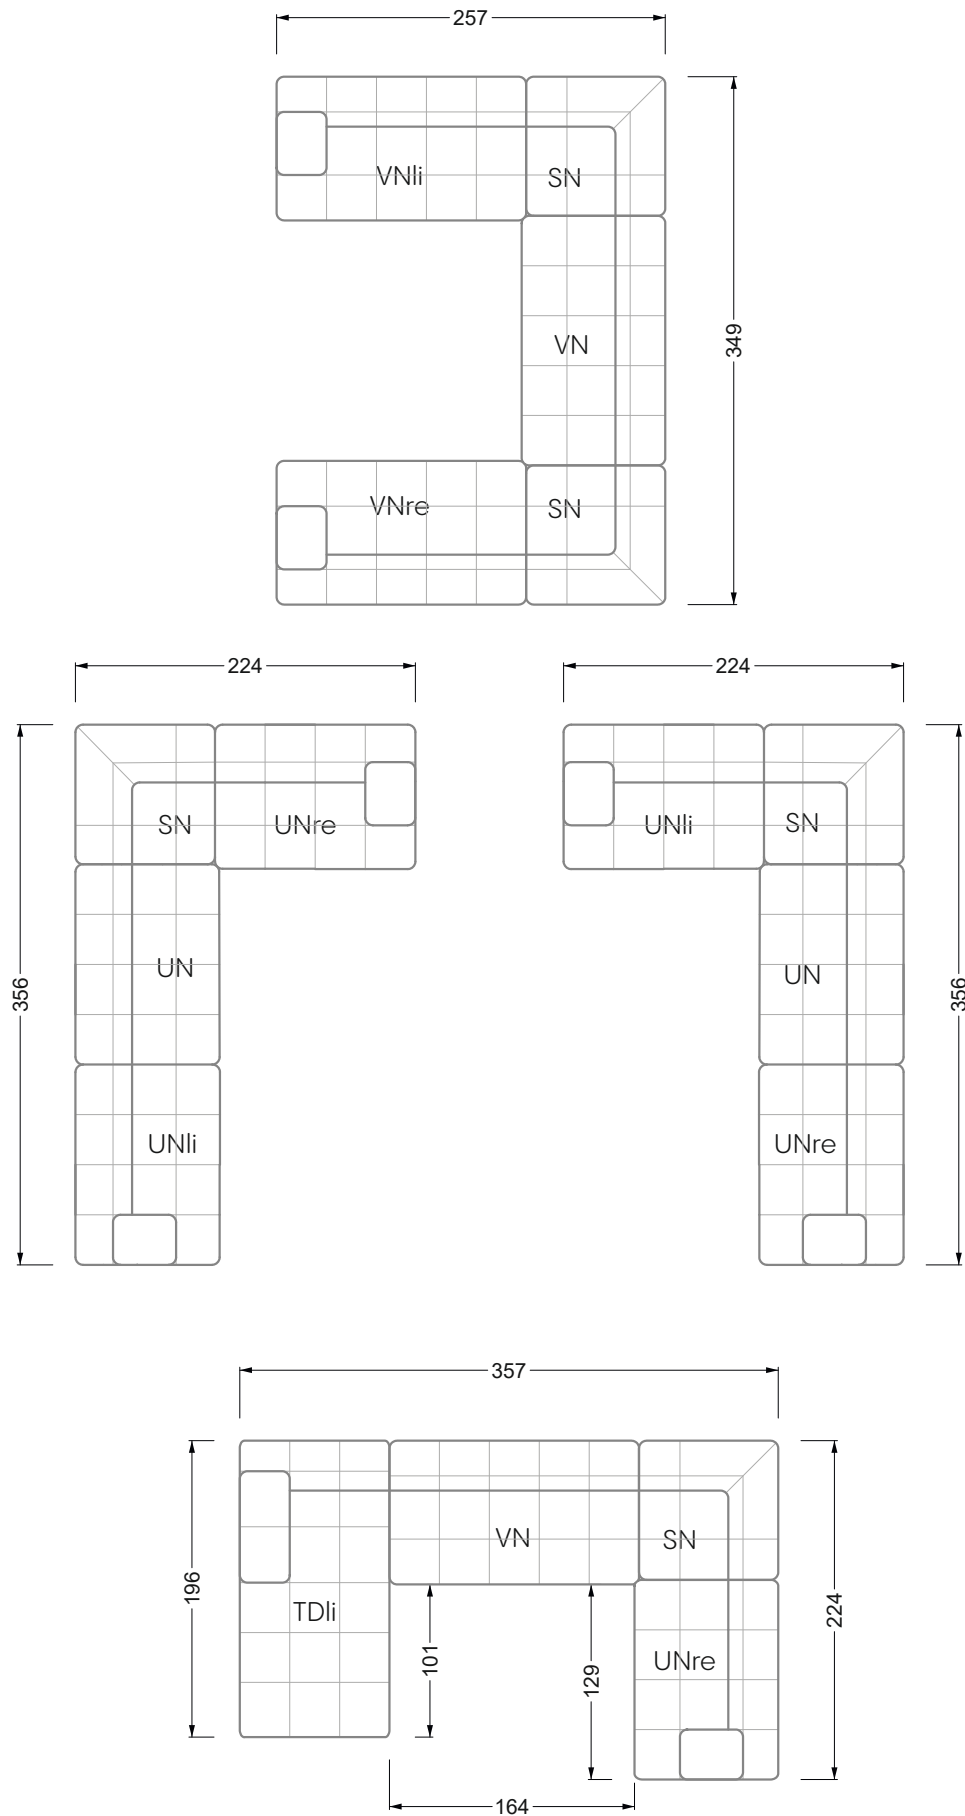 257
VNli
SN
349
VN
VNre
SN
224
224
SN
UNre
UNli
SN
356
UN
UN
356
UNli
UNre
357
VN
SN
196
TDli
224
101
129
UNre
164